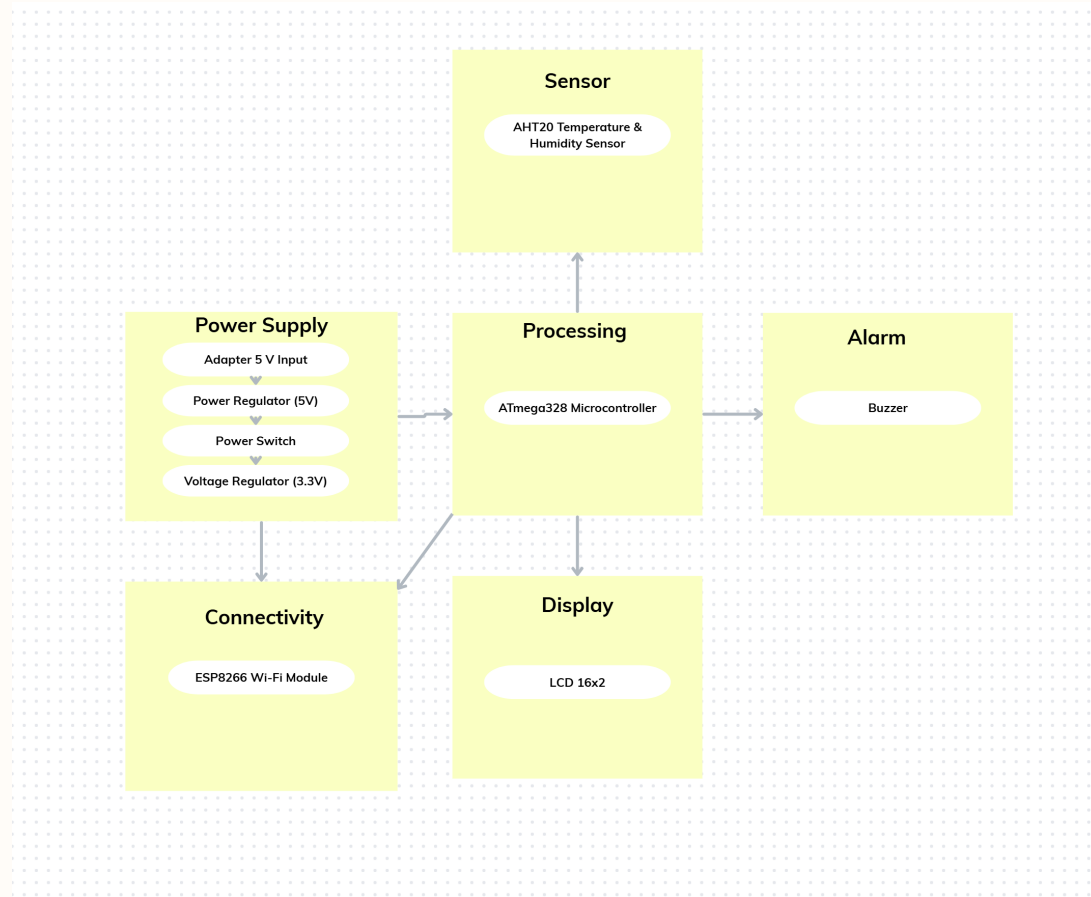 Sensor
AHT20 Temperature &
Humidity Sensor
Power Supply
Adapter 5 V Input
Power Regulator (5V)
Power Switch
Voltage Regulator (3.3V)
Processing
ATmega328 Microcontroller
Alarm
Buzzer
Connectivity
ESP8266 Wi-Fi Module
Display
LCD 16x2